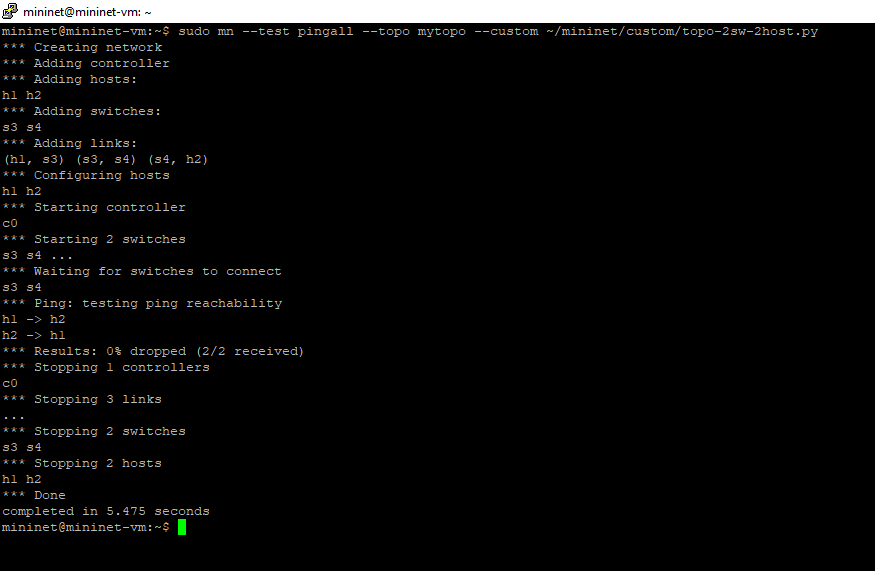 mininet@mininet-vm: ~
mininet@mininet-vm:~$ sudo mn --test pingall --topo mytopo --custom ~/mininet/custom/topo-2sw-2host.py
*** Creating network
*** Adding controller
*** Adding hosts:
h1 h2
*** Adding switches:
s3 s4
*** Adding links:
(h1, s3) (s3, s4) (s4, h2)
*** Configuring hosts
h1 h2
*** Starting controller
c0
*** Starting 2 switches
s3 s4 ...
*** Waiting for switches to connect
s3 s4
*** Ping: testing ping reachability
h1 -> h2
h2 -> h1
*** Results: 0% dropped (2/2 received)
*** Stopping 1 controllers
c0
*** Stopping 3 links
...
*** Stopping 2 switches
s3 s4
*** Stopping 2 hosts
h1 h2
*** Done
completed in 5.475 seconds
mininet@mininet-vm:~$